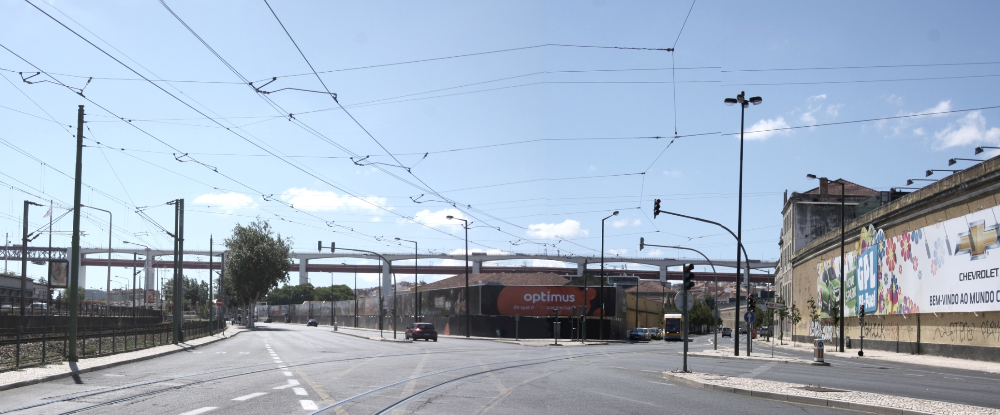 optimus
de que é que precisas?
NOVO
SPARK
GPL
Bi-Fuel
CHEVROLET
BEM-VINDO AO MUNDO